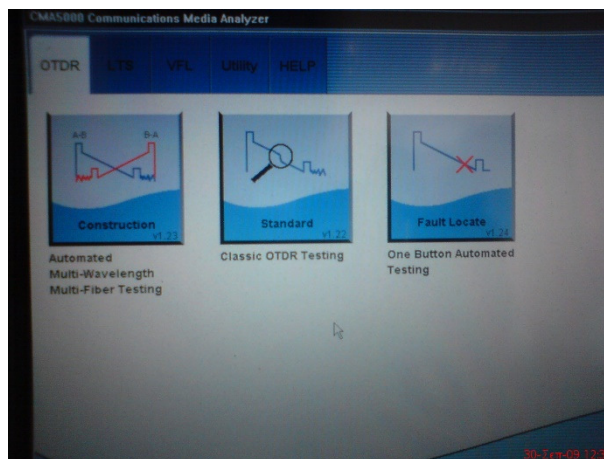 CMA5000 Communications Media Analyzer
OTDR LTS VFL Utility HELP
A-B B-A
Construction
v1.23
Standard
v1.22
Fault Locate
v1.24
Automated
Multi-Wavelength
Multi-Fiber Testing
Classic OTDR Testing
One Button Automated
Testing